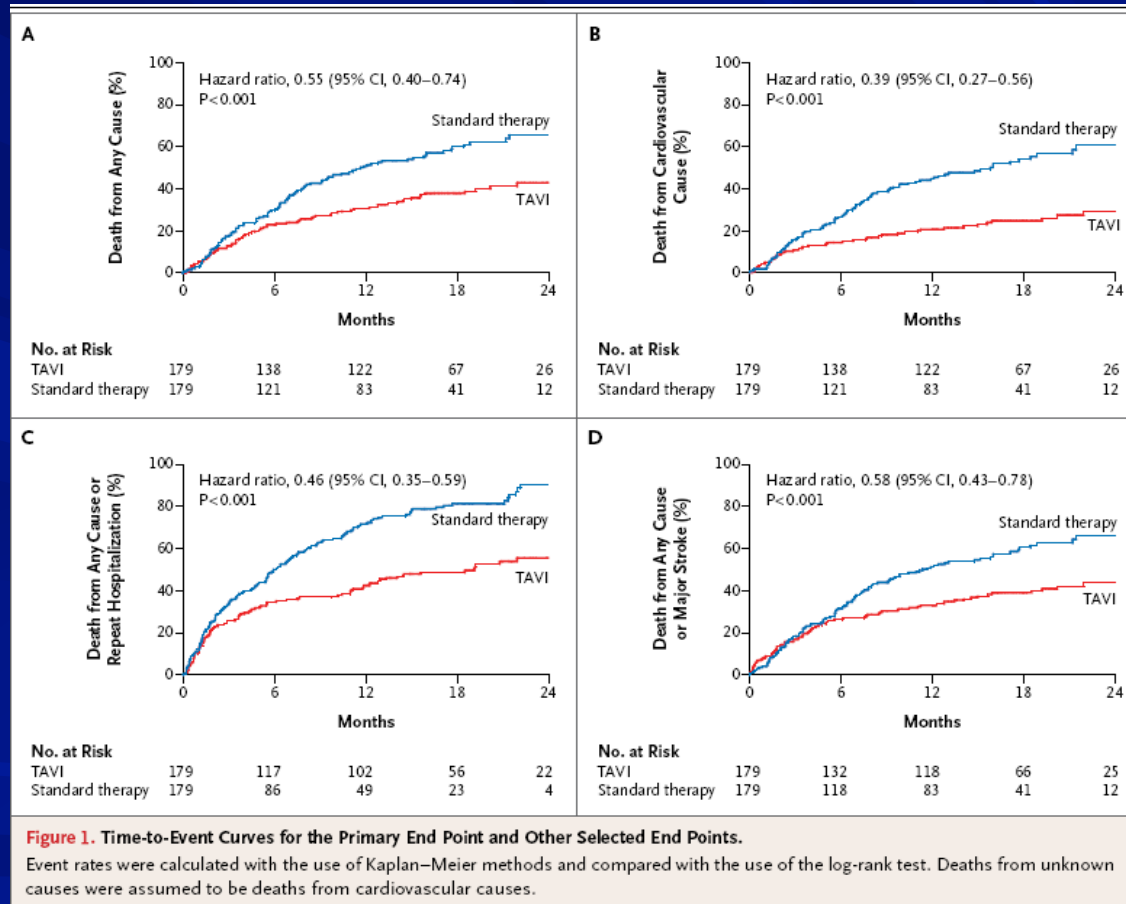 A
Death from Any Cause (%)
100
80
60
40
20
0
Hazard ratio, 0.55 (95% CI, 0.40–0.74)
P<0.001
Standard therapy
TAVI
0 6 12 18 24
Months
No. at Risk
TAVI 179 138 122 67 26
Standard therapy 179 121 83 41 12
B
Death from Cardiovascular
Cause (%)
100
80
60
40
20
0
Hazard ratio, 0.39 (95% CI, 0.27–0.56)
P<0.001
Standard therapy
TAVI
0 6 12 18 24
Months
No. at Risk
TAVI 179 138 122 67 26
Standard therapy 179 121 83 41 12
C
Death from Any Cause or
Repeat Hospitalization (%)
100
80
60
40
20
0
Hazard ratio, 0.46 (95% CI, 0.35–0.59)
P<0.001
Standard therapy
TAVI
0 6 12 18 24
Months
No. at Risk
TAVI 179 117 102 56 22
Standard therapy 179 86 49 23 4
D
Death from Any Cause
or Major Stroke (%)
100
80
60
40
20
0
Hazard ratio, 0.58 (95% CI, 0.43–0.78)
P<0.001
Standard therapy
TAVI
0 6 12 18 24
Months
No. at Risk
TAVI 179 132 118 66 25
Standard therapy 179 118 83 41 12
Figure 1. Time-to-Event Curves for the Primary End Point and Other Selected End Points.
Event rates were calculated with the use of Kaplan–Meier methods and compared with the use of the log-rank test. Deaths from unknown
causes were assumed to be deaths from cardiovascular causes.